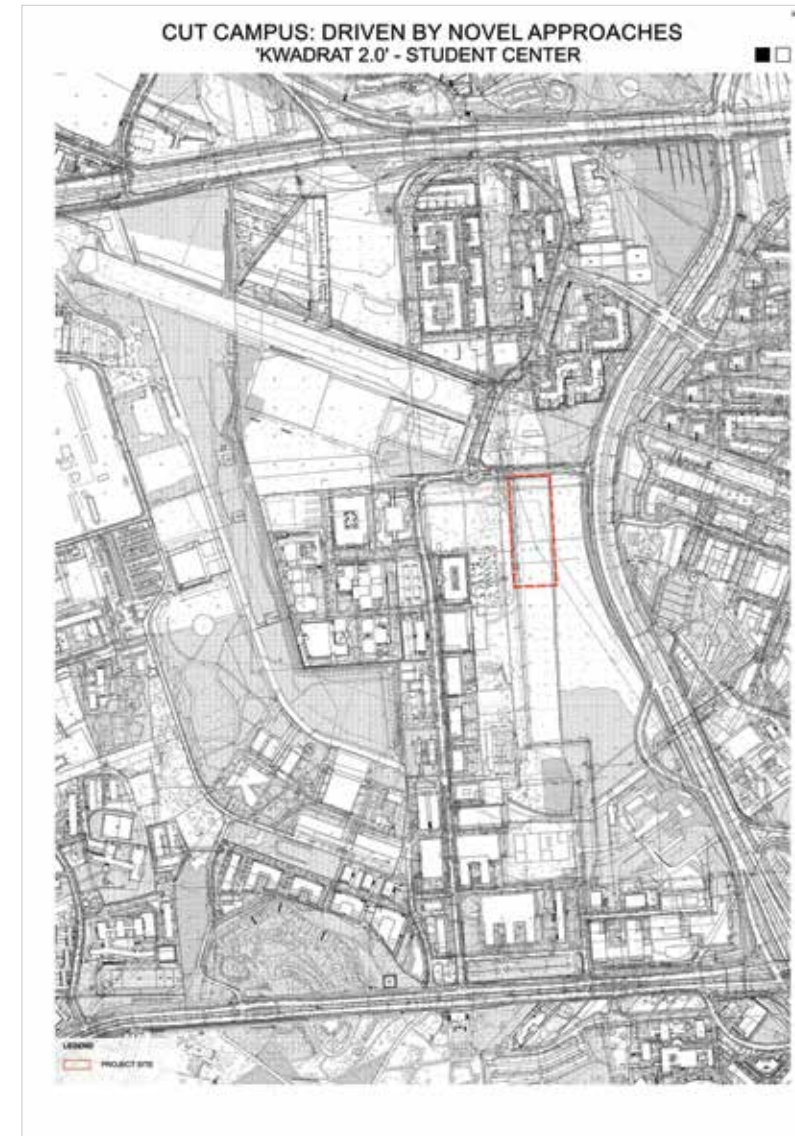 CUT CAMPUS: DRIVEN BY NOVEL APPROACHES
'KWADRAT 2.0' - STUDENT CENTER
LEGEND
PROJECT SITE